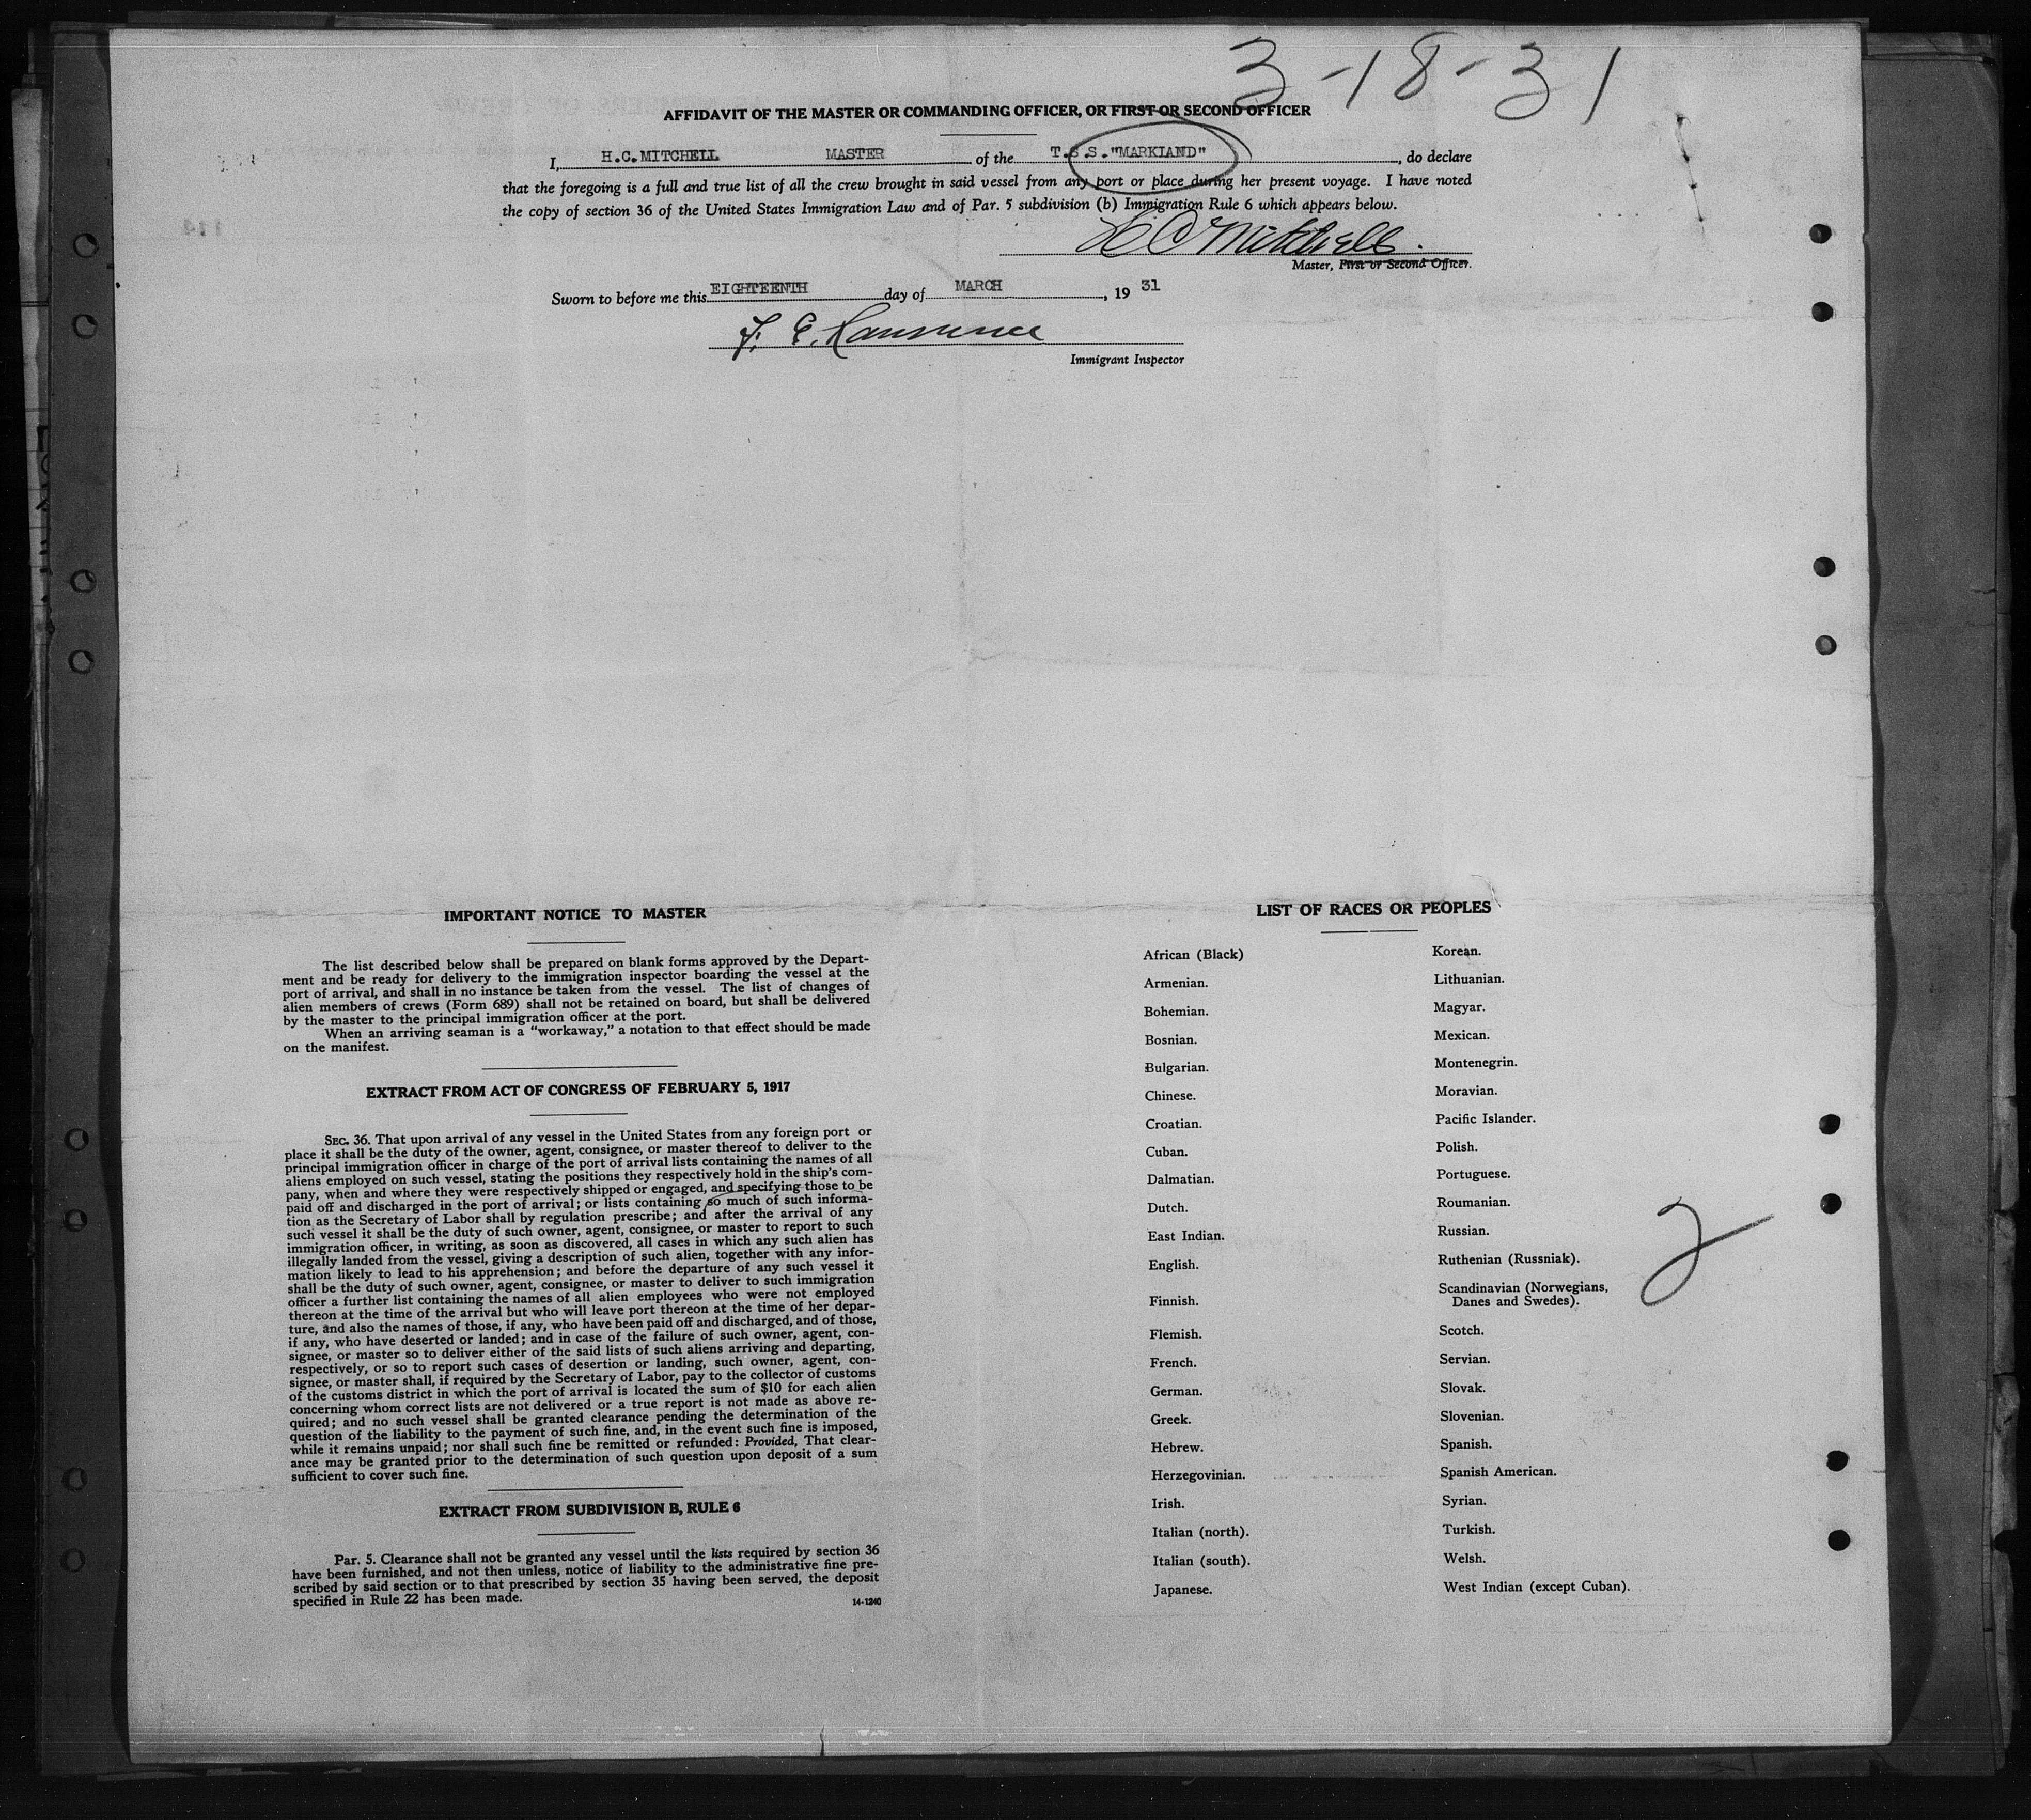 3-18-31
AFFIDAVIT OF THE MASTER OR COMMANDING OFFICER, OR FIRST OR SECOND OFFICER
I, H.C.MITCHELL MASTER of the T.S.S."MARKLAND", do declare
that the foregoing is a full and true list of all the crew brought in said vessel from any port or place during her present voyage. I have noted
the copy of section 36 of the United States Immigration Law and of Par. 5 subdivision (b) Immigration Rule 6 which appears below.
H C Mitchell.
Master, First or Second Officer.
Sworn to before me this EIGHTEENTH day of MARCH, 19 31
F. E. Lawrence
Immigrant Inspector
IMPORTANT NOTICE TO MASTER
The list described below shall be prepared on blank forms approved by the Depart-
ment and be ready for delivery to the immigration inspector boarding the vessel at the
port of arrival, and shall in no instance be taken from the vessel. The list of changes of
alien members of crews (Form 689) shall not be retained on board, but shall be delivered
by the master to the principal immigration officer at the port.
When an arriving seaman is a "workaway," a notation to that effect should be made
on the manifest.
EXTRACT FROM ACT OF CONGRESS OF FEBRUARY 5, 1917
SEC. 36. That upon arrival of any vessel in the United States from any foreign port or
place it shall be the duty of the owner, agent, consignee, or master thereof to deliver to the
principal immigration officer in charge of the port of arrival lists containing the names of all
aliens employed on such vessel, stating the positions they respectively hold in the ship's com-
pany, when and where they were respectively shipped or engaged, and specifying those to be
paid off and discharged in the port of arrival; or lists containing so much of such informa-
tion as the Secretary of Labor shall by regulation prescribe; and after the arrival of any
such vessel it shall be the duty of such owner, agent, consignee, or master to report to such
immigration officer, in writing, as soon as discovered, all cases in which any such alien has
illegally landed from the vessel, giving a description of such alien, together with any infor-
mation likely to lead to his apprehension; and before the departure of any such vessel it
shall be the duty of such owner, agent, consignee, or master to deliver to such immigration
officer a further list containing the names of all alien employees who were not employed
thereon at the time of the arrival but who will leave port thereon at the time of her depar-
ture, and also the names of those, if any, who have been paid off and discharged, and of those,
if any, who have deserted or landed; and in case of the failure of such owner, agent, con-
signee, or master so to deliver either of the said lists of such aliens arriving and departing,
respectively, or so to report such cases of desertion or landing, such owner, agent, con-
signee, or master shall, if required by the Secretary of Labor, pay to the collector of customs
of the customs district in which the port of arrival is located the sum of $10 for each alien
concerning whom correct lists are not delivered or a true report is not made as above re-
quired; and no such vessel shall be granted clearance pending the determination of the
question of the liability to the payment of such fine, and, in the event such fine is imposed,
while it remains unpaid; nor shall such fine be remitted or refunded: Provided, That clear-
ance may be granted prior to the determination of such question upon deposit of a sum
sufficient to cover such fine.
EXTRACT FROM SUBDIVISION B, RULE 6
Par. 5. Clearance shall not be granted any vessel until the lists required by section 36
have been furnished, and not then unless, notice of liability to the administrative fine pre-
scribed by said section or to that prescribed by section 35 having been served, the deposit
specified in Rule 22 has been made.
14-1240
LIST OF RACES OR PEOPLES
African (Black)
Armenian.
Bohemian.
Bosnian.
Bulgarian.
Chinese.
Croatian.
Cuban.
Dalmatian.
Dutch.
East Indian.
English.
Finnish.
Flemish.
French.
German.
Greek.
Hebrew.
Herzegovinian.
Irish.
Italian (north).
Italian (south).
Japanese.
Korean.
Lithuanian.
Magyar.
Mexican.
Montenegrin.
Moravian.
Pacific Islander.
Polish.
Portuguese.
Roumanian.
Russian.
Ruthenian (Russniak).
Scandinavian (Norwegians,
Danes and Swedes).
Scotch.
Servian.
Slovak.
Slovenian.
Spanish.
Spanish American.
Syrian.
Turkish.
Welsh.
West Indian (except Cuban).
2